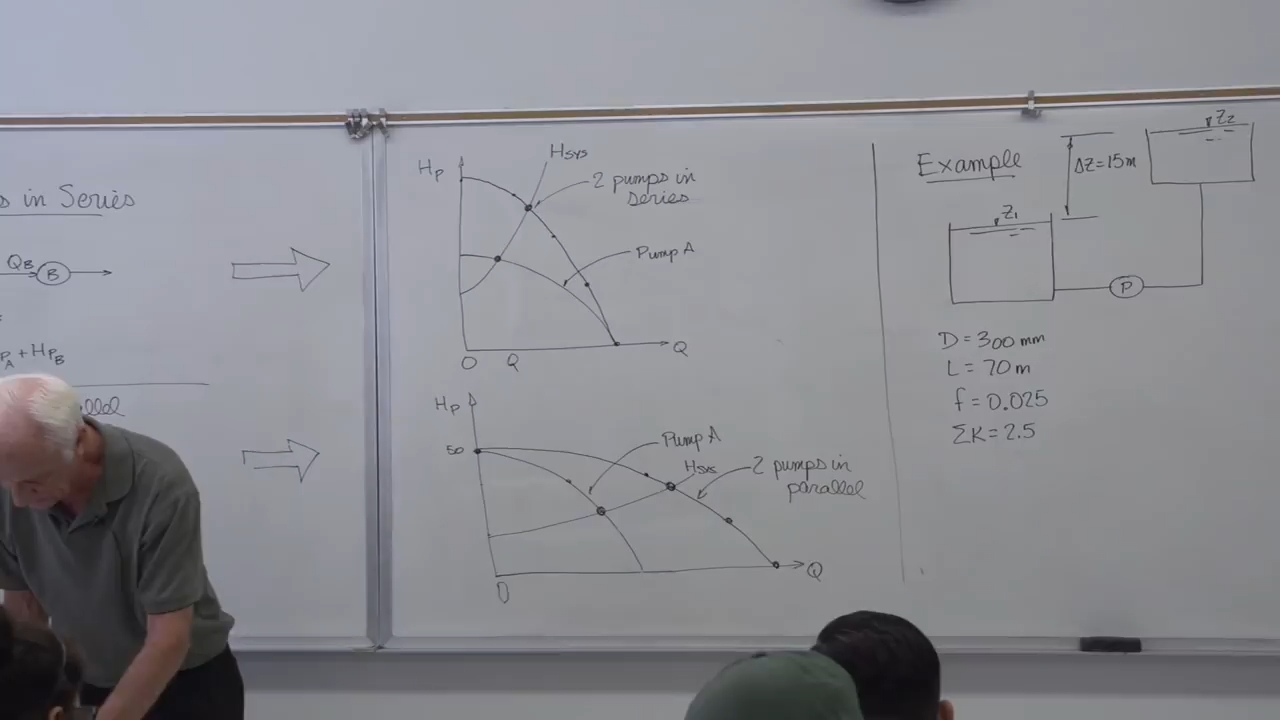 s in Series
QB
B
PA + HPB
allel
HP
HSYS
2 pumps in
series
Pump A
O
Q
Q
HP
50
Pump A
HSYS
2 pumps in
parallel
O
Q
Example
ΔZ=15m
Z2
Z1
P
D = 300 mm
L = 70 m
f = 0.025
ΣK = 2.5